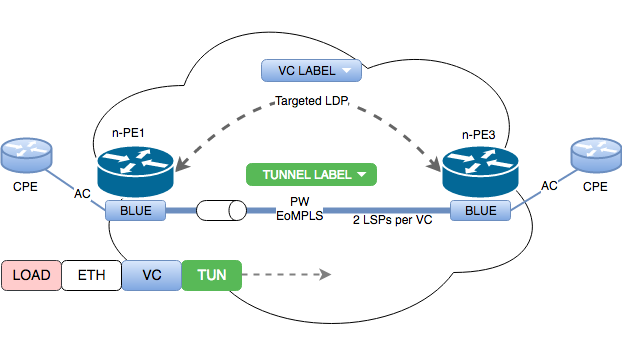 VC LABEL
Targeted LDP,
n-PE1
n-PE3
CPE
AC
TUNNEL LABEL
AC
CPE
BLUE
PW
EoMPLS
2 LSPs per VC
BLUE
LOAD
ETH
VC
TUN